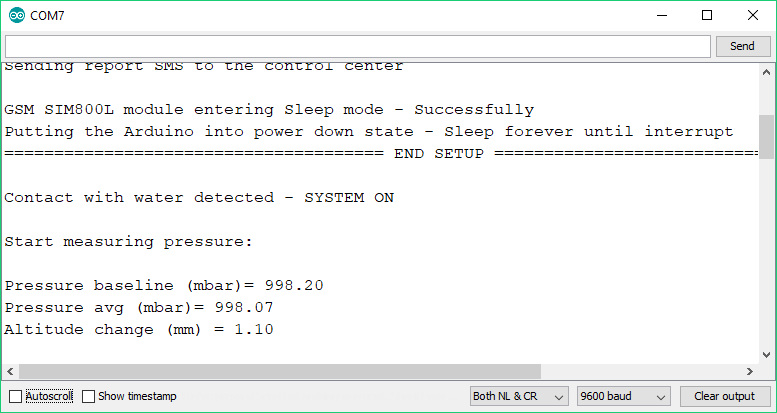 COM7
Send
Sending report SMS to the control center
GSM SIM800L module entering Sleep mode - Successfully
Putting the Arduino into power down state - Sleep forever until interrupt
====================================== END SETUP ===========================
Contact with water detected - SYSTEM ON
Start measuring pressure:
Pressure baseline (mbar)= 998.20
Pressure avg (mbar)= 998.07
Altitude change (mm) = 1.10
Autoscroll Show timestamp Both NL & CR 9600 baud Clear output